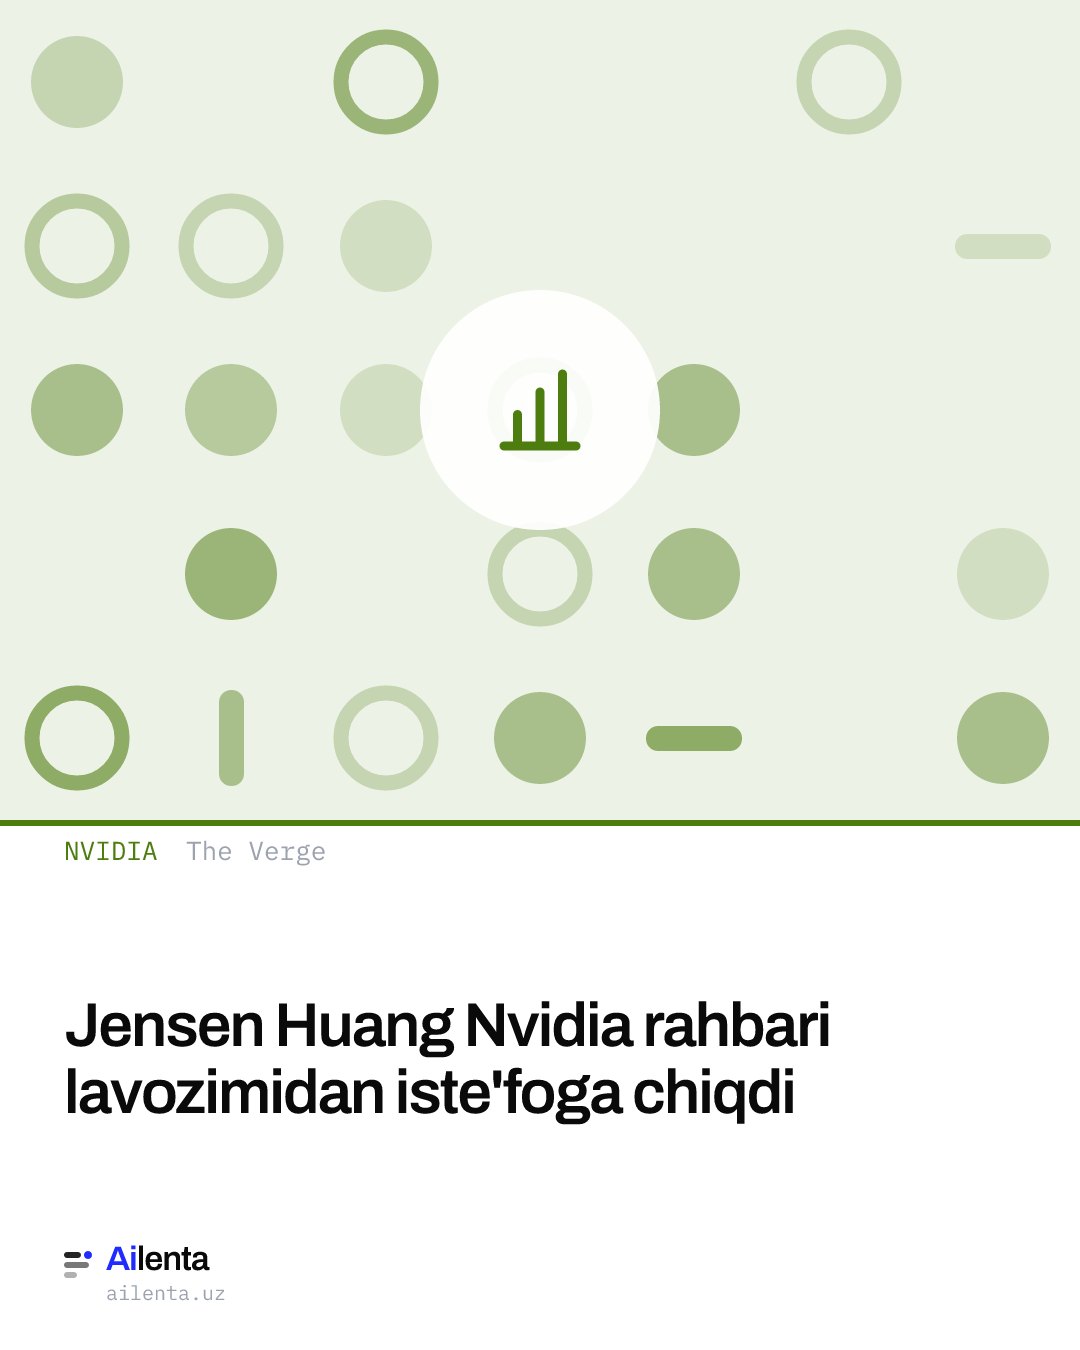 NVIDIA The Verge
Jensen Huang Nvidia rahbari
lavozimidan iste'foga chiqdi
Ailenta
ailenta.uz